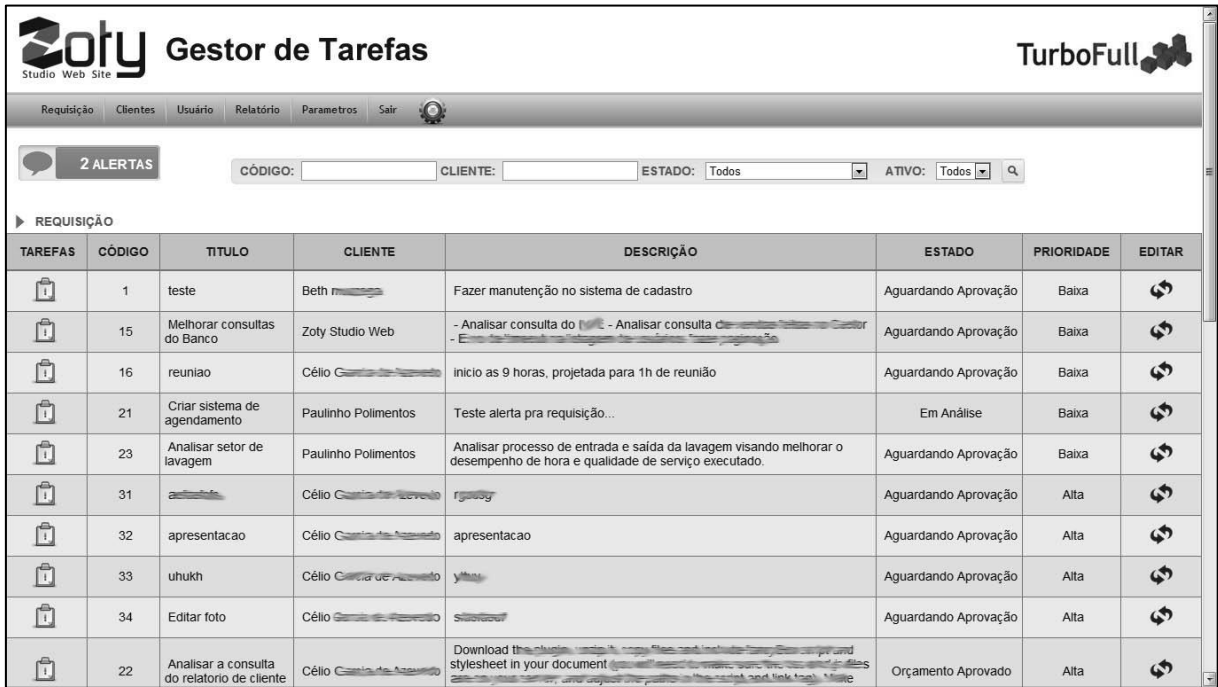 Zoty
Studio Web Site
Gestor de Tarefas
TurboFull
Requisição Clientes Usuário Relatório Parametros Sair
2 ALERTAS
CÓDIGO: CLIENTE: ESTADO: Todos ATIVO: Todos
REQUISIÇÃO
TAREFAS CÓDIGO TITULO CLIENTE DESCRIÇÃO ESTADO PRIORIDADE EDITAR
1 teste Beth Fazer manutenção no sistema de cadastro Aguardando Aprovação Baixa
15 Melhorar consultas
do Banco Zoty Studio Web - Analisar consulta do - Analisar consulta
Aguardando Aprovação Baixa
16 reuniao Célio inicio as 9 horas, projetada para 1h de reunião Aguardando Aprovação Baixa
21 Criar sistema de
agendamento Paulinho Polimentos Teste alerta pra requisição... Em Análise Baixa
23 Analisar setor de
lavagem Paulinho Polimentos Analisar processo de entrada e saída da lavagem visando melhorar o
desempenho de hora e qualidade de serviço executado. Aguardando Aprovação Baixa
31 Célio Aguardando Aprovação Alta
32 apresentacao Célio apresentacao Aguardando Aprovação Alta
33 uhukh Célio Aguardando Aprovação Alta
34 Editar foto Célio Aguardando Aprovação Alta
22 Analisar a consulta
do relatorio de cliente Célio Download
stylesheet in your document
Orçamento Aprovado Alta